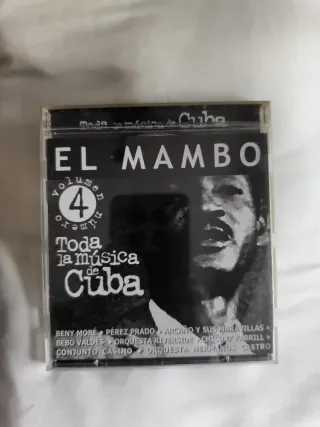 Toda la música de Cuba
EL MAMBO
volumen número
4
Toda
la música
de
Cuba
BENY MORÉ • PÉREZ PRADO • ARCAÑO Y SUS MARAVILLAS •
BEBO VALDÉS • ORQUESTA RIVERSIDE • CHICO O'FARRILL •
CONJUNTO CASINO • ORQUESTA HERMANOS CASTRO